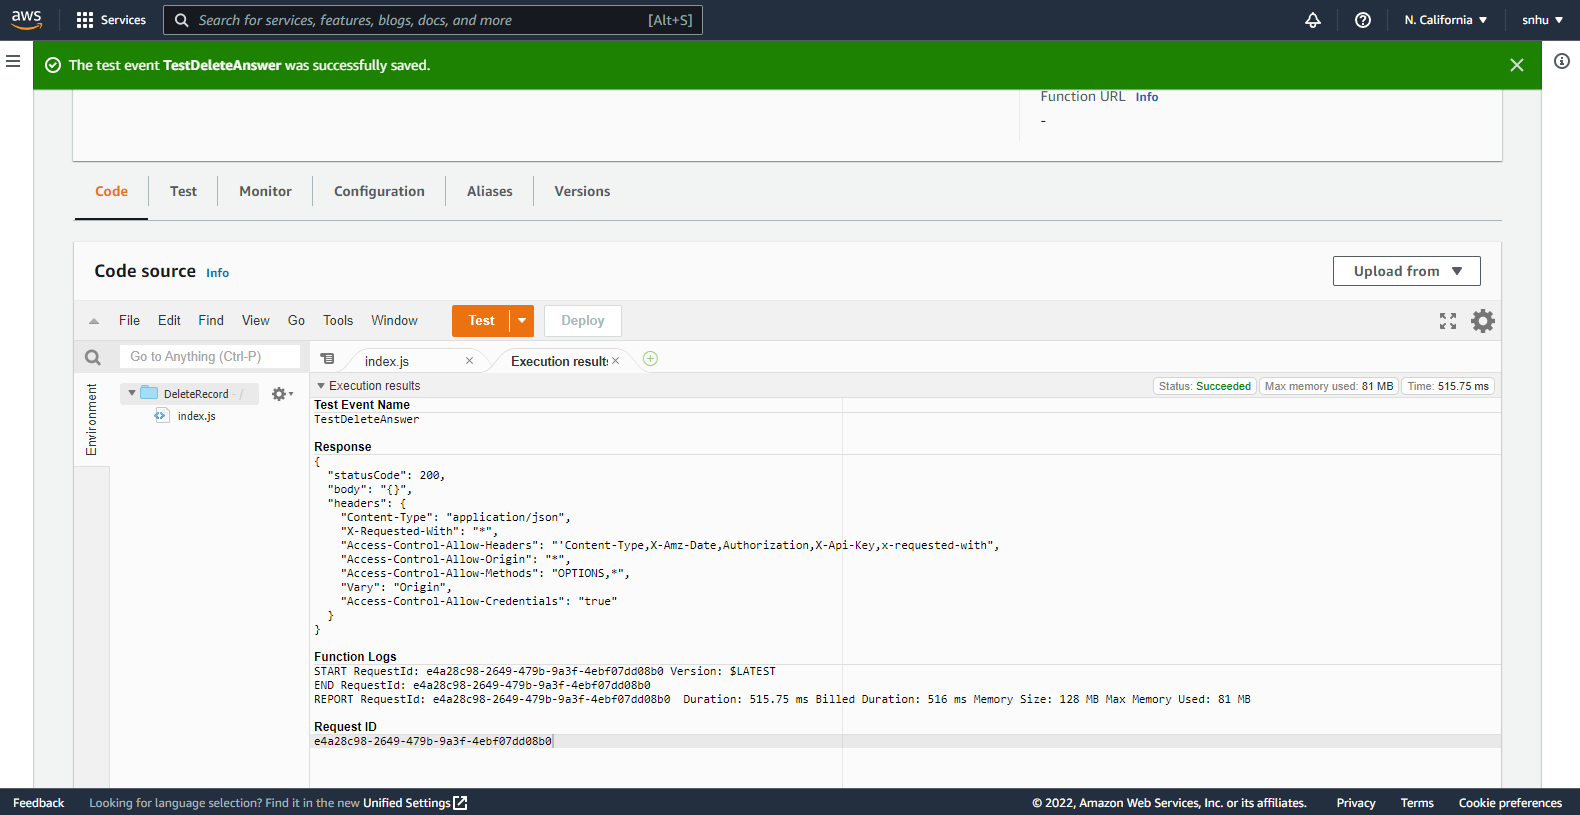 aws Services Search for services, features, blogs, docs, and more [Alt+S] N. California ▼ snhu ▼
The test event TestDeleteAnswer was successfully saved.
Function URL Info
-
Code Test Monitor Configuration Aliases Versions
Code source Info Upload from ▼
File Edit Find View Go Tools Window Test Deploy
Go to Anything (Ctrl-P) index.js Execution result
Environment
DeleteRecord - /
index.js
Execution results Status: Succeeded Max memory used: 81 MB Time: 515.75 ms
Test Event Name
TestDeleteAnswer
Response
{
  "statusCode": 200,
  "body": "{}",
  "headers": {
    "Content-Type": "application/json",
    "X-Requested-With": "*",
    "Access-Control-Allow-Headers": "'Content-Type,X-Amz-Date,Authorization,X-Api-Key,x-requested-with",
    "Access-Control-Allow-Origin": "*",
    "Access-Control-Allow-Methods": "OPTIONS,*",
    "Vary": "Origin",
    "Access-Control-Allow-Credentials": "true"
  }
}
Function Logs
START RequestId: e4a28c98-2649-479b-9a3f-4ebf07dd08b0 Version: $LATEST
END RequestId: e4a28c98-2649-479b-9a3f-4ebf07dd08b0
REPORT RequestId: e4a28c98-2649-479b-9a3f-4ebf07dd08b0  Duration: 515.75 ms Billed Duration: 516 ms Memory Size: 128 MB Max Memory Used: 81 MB
Request ID
e4a28c98-2649-479b-9a3f-4ebf07dd08b0
Feedback Looking for language selection? Find it in the new Unified Settings © 2022, Amazon Web Services, Inc. or its affiliates. Privacy Terms Cookie preferences